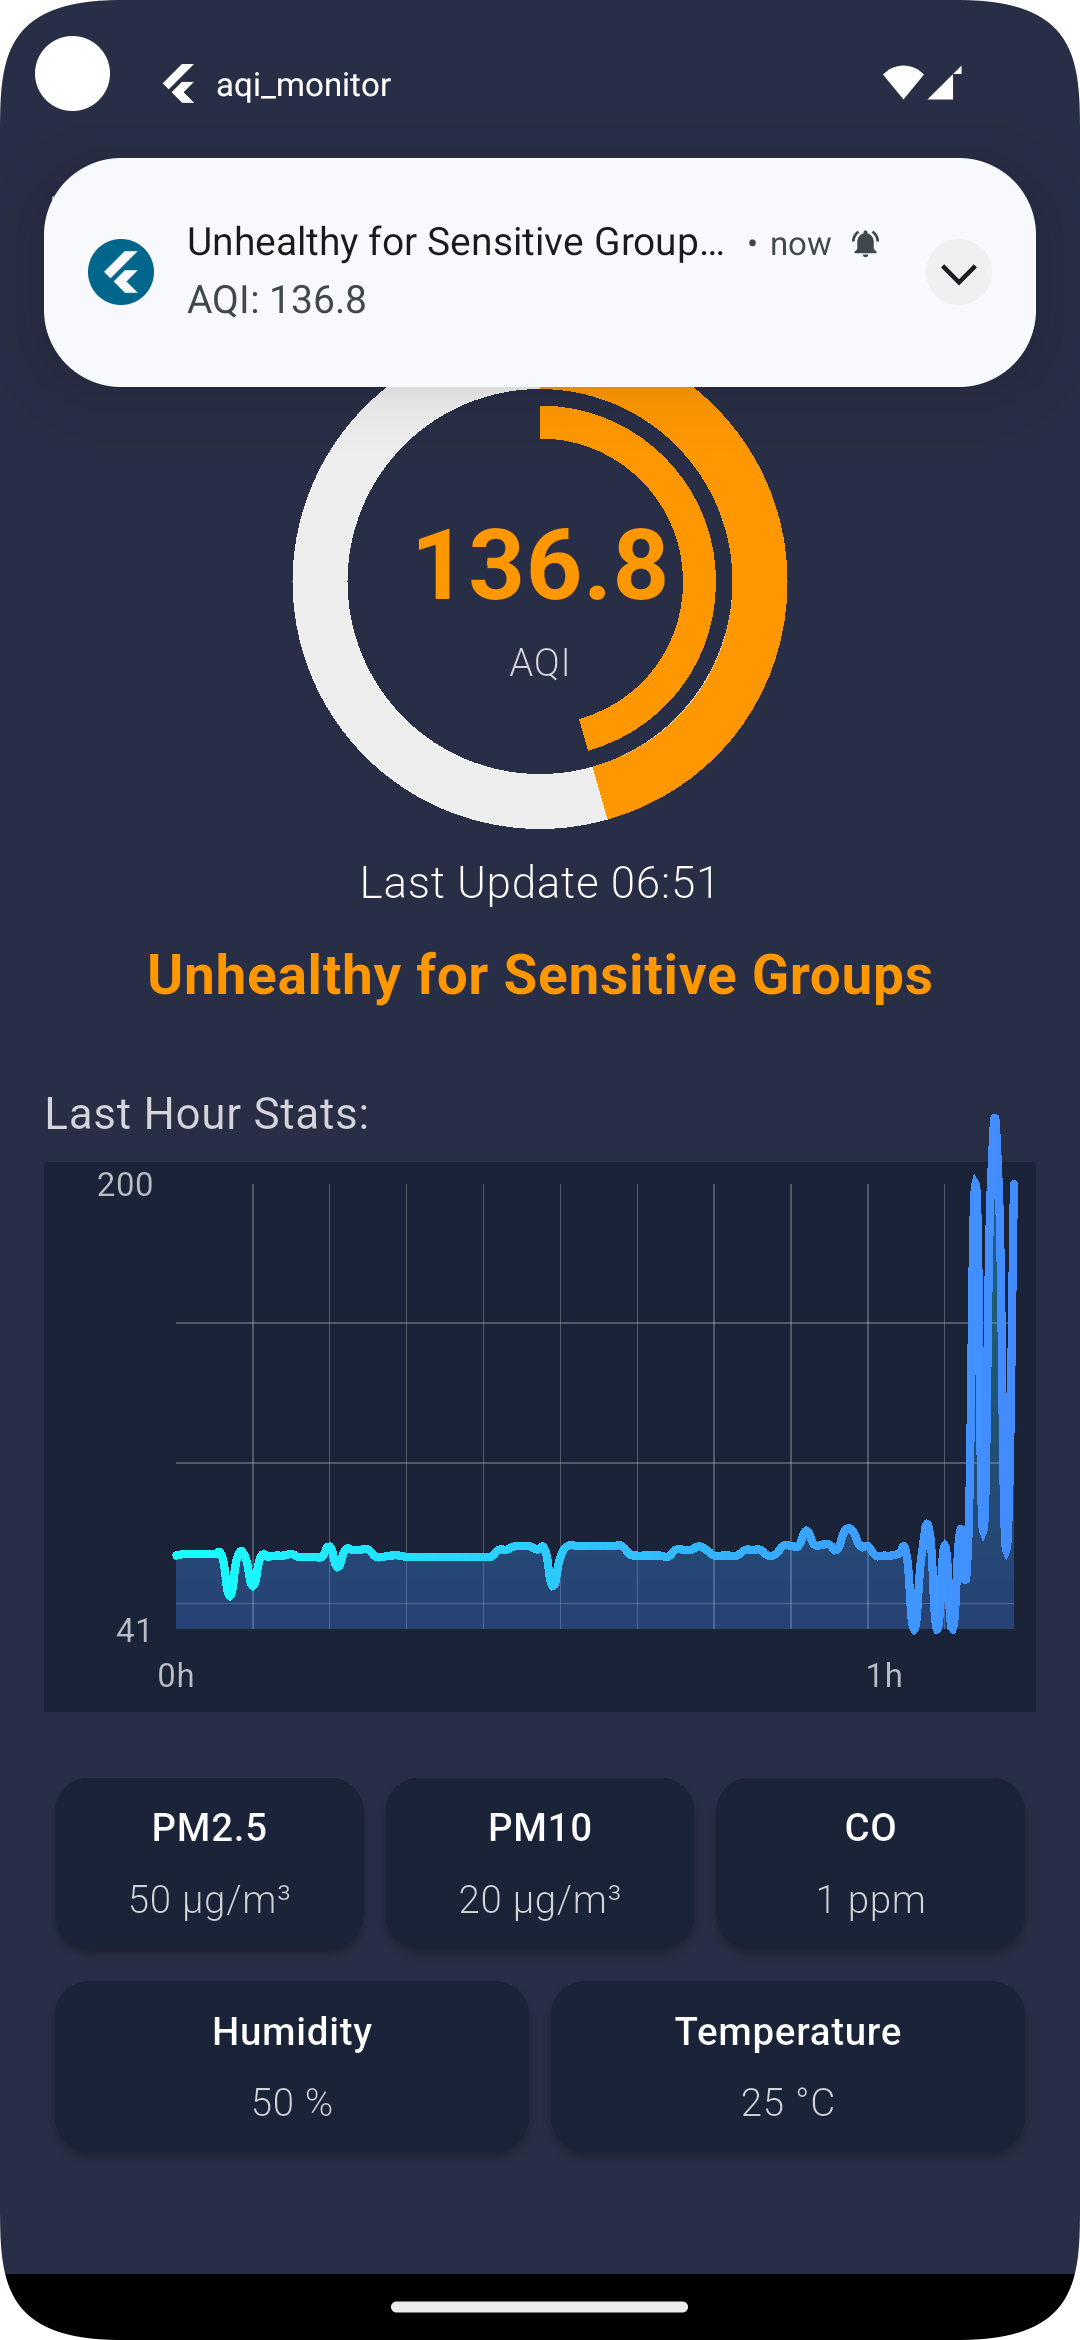 aqi_monitor
Unhealthy for Sensitive Group... • now
AQI: 136.8
136.8
AQI
Last Update 06:51
Unhealthy for Sensitive Groups
Last Hour Stats:
200
41
0h 1h
PM2.5 PM10 CO
50 µg/m³ 20 µg/m³ 1 ppm
Humidity Temperature
50 % 25 °C